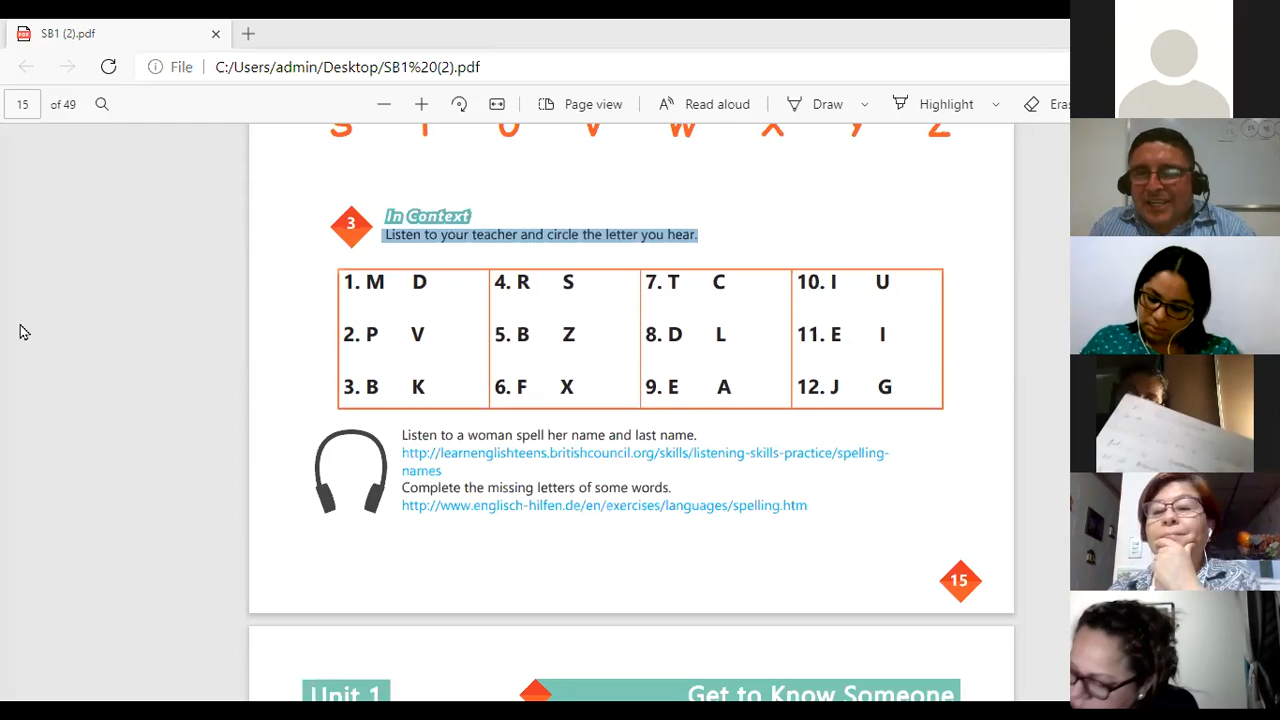 SB1 (2).pdf
File C:/Users/admin/Desktop/SB1%20(2).pdf
15 of 49 Page view Read aloud Draw Highlight Eras
S T U V W X Y Z
3 In Context
Listen to your teacher and circle the letter you hear.
1. M D 4. R S 7. T C 10. I U
2. P V 5. B Z 8. D L 11. E I
3. B K 6. F X 9. E A 12. J G
Listen to a woman spell her name and last name.
http://learnenglishteens.britishcouncil.org/skills/listening-skills-practice/spelling-
names
Complete the missing letters of some words.
http://www.englisch-hilfen.de/en/exercises/languages/spelling.htm
15
Unit 1 Get to Know Someone